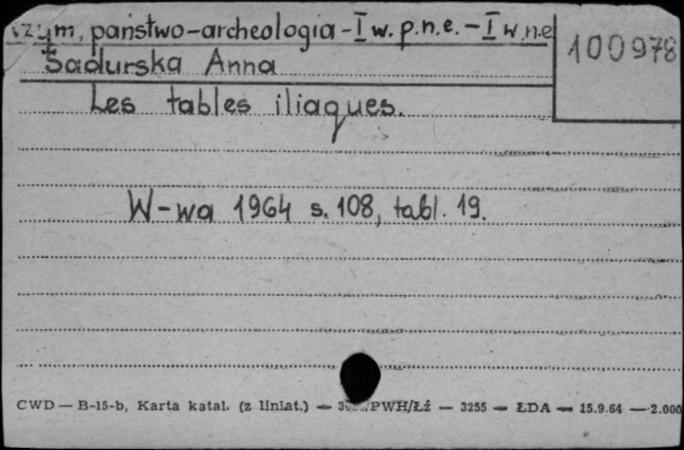 państwo-archeologia - I w. p.n.e. - I w n.e
100978
Sadurska Anna
Les tables iliaques.
W-wa 1964 s. 108, tabl. 19.
CWD — B-15-b, Karta katal. (z liniat.) — PWH/Łź — 3255 — ŁDA — 15.9.64 — 2.000